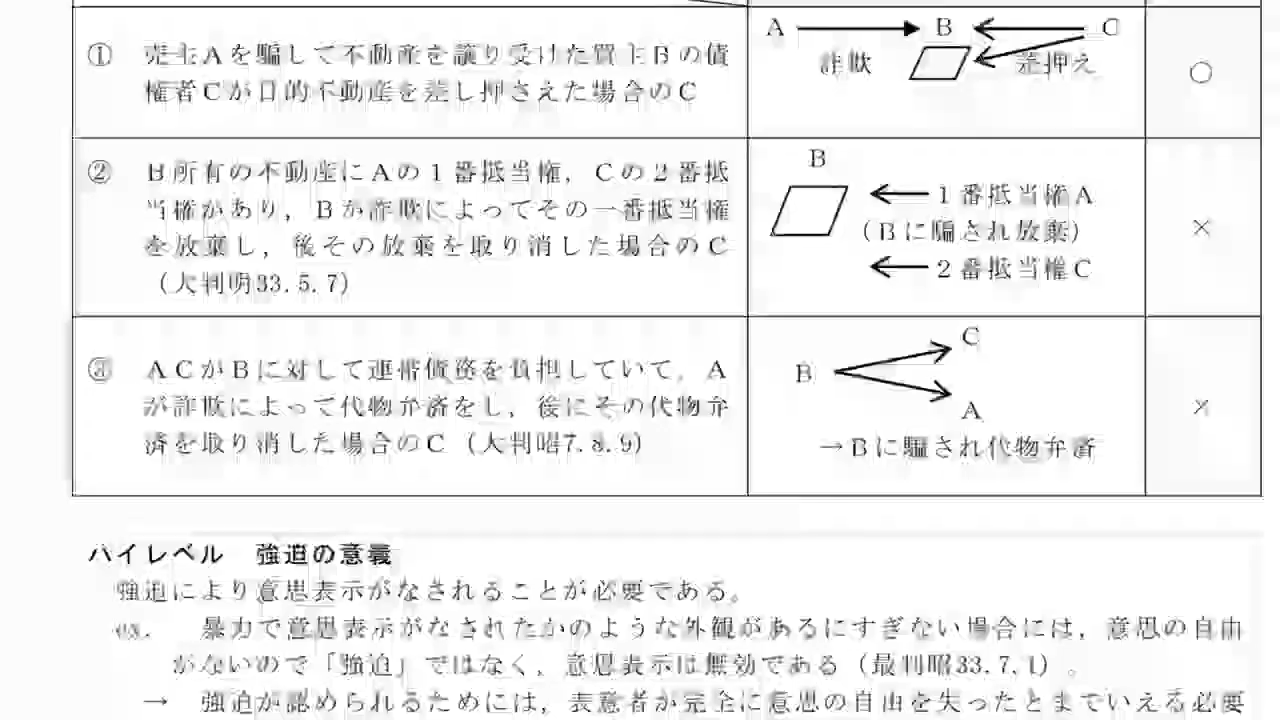 ① 売主Aを騙して不動産を譲り受けた買主Bの債
権者Cが目的不動産を差し押さえた場合のC
A B C
詐欺 差押え
○
② B所有の不動産にAの1番抵当権，Cの2番抵
当権があり，Bが詐欺によってその一番抵当権
を放棄し，後その放棄を取り消した場合のC
（大判明33.5.7）
B
1番抵当権A
（Bに騙され放棄）
2番抵当権C
×
③ ACがBに対して連帯債務を負担していて，A
が詐欺によって代物弁済をし，後にその代物弁
済を取り消した場合のC（大判昭7.8.9）
C
B
A
→Bに騙され代物弁済
×
ハイレベル 強迫の意義
強迫により意思表示がなされることが必要である。
ex. 暴力で意思表示がなされたかのような外観があるにすぎない場合には，意思の自由
がないので「強迫」ではなく，意思表示は無効である（最判昭33.7.1）。
→ 強迫が認められるためには，表意者が完全に意思の自由を失ったとまでいえる必要